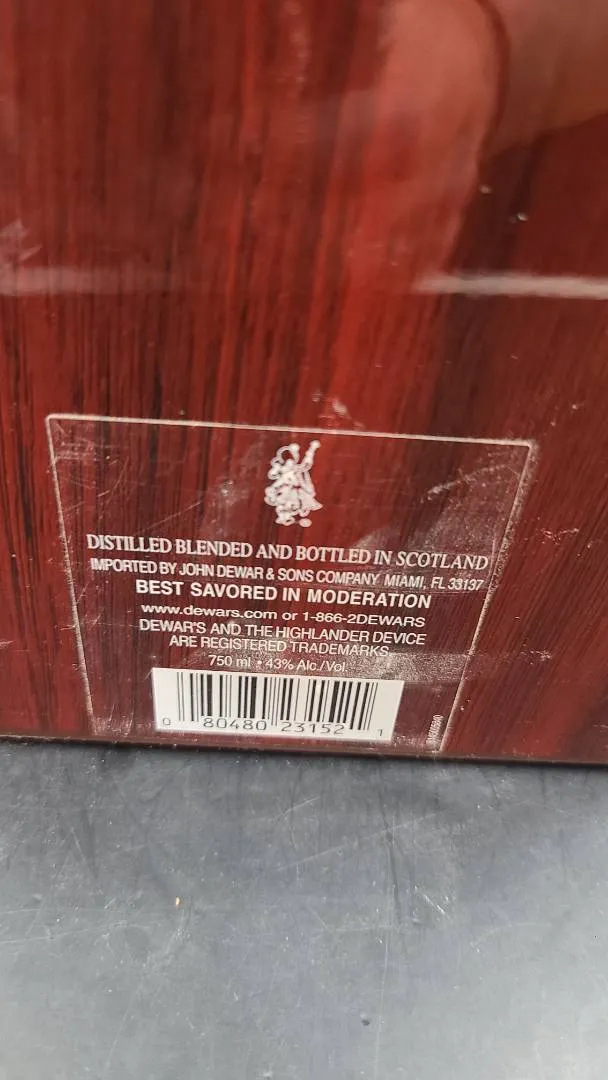 DISTILLED BLENDED AND BOTTLED IN SCOTLAND
IMPORTED BY JOHN DEWAR & SONS COMPANY MIAMI, FL 33137
BEST SAVORED IN MODERATION
www.dewars.com or 1-866-2DEWARS
DEWAR'S AND THE HIGHLANDER DEVICE
ARE REGISTERED TRADEMARKS
750 ml • 43% Alc./Vol.
0 80480 23152 1